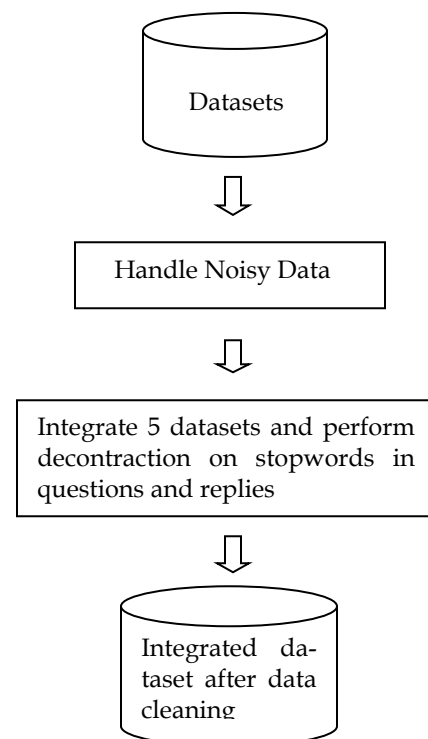 Datasets
Handle Noisy Data
Integrate 5 datasets and perform
decontraction on stopwords in
questions and replies
Integrated da-
taset after data
cleaning